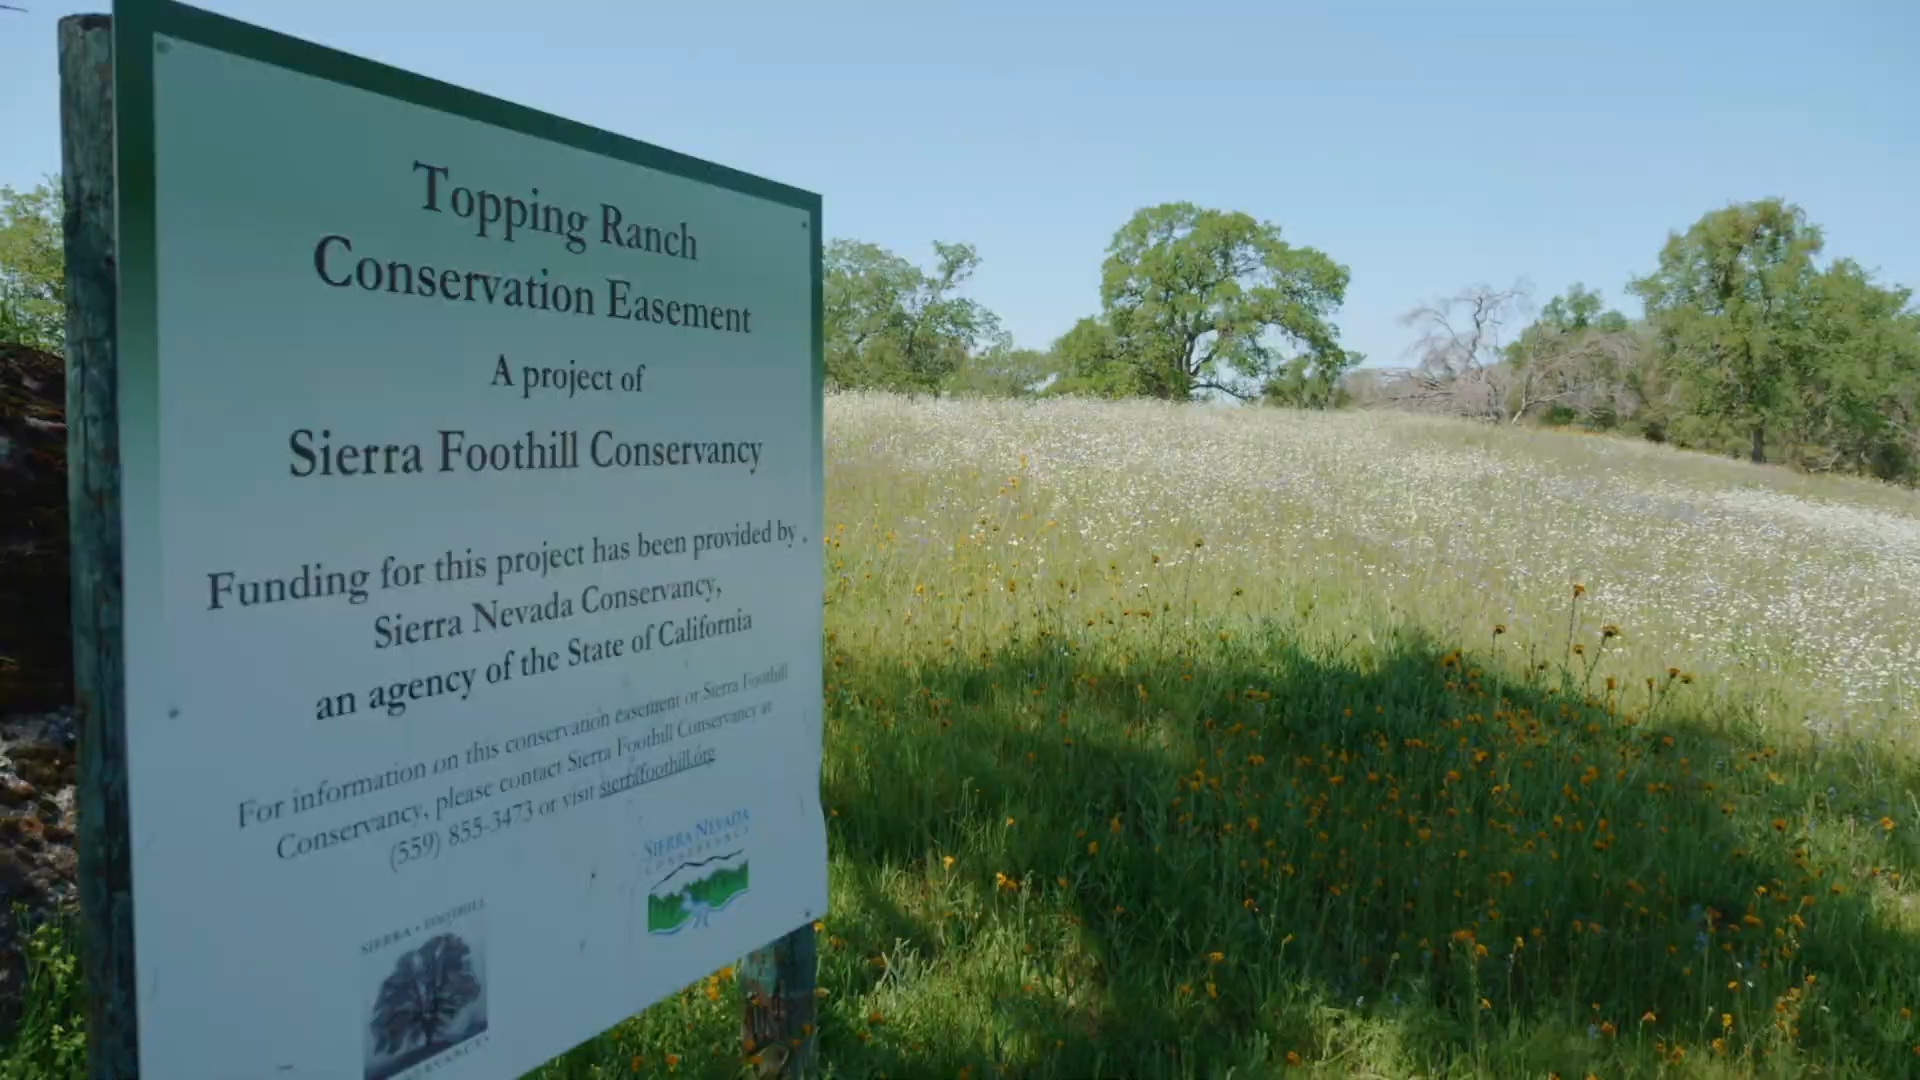 Topping Ranch
Conservation Easement
A project of
Sierra Foothill Conservancy
Funding for this project has been provided by
Sierra Nevada Conservancy,
an agency of the State of California
For information on this conservation easement or Sierra Foothill
Conservancy, please contact Sierra Foothill Conservancy at
(559) 855-3473 or visit sierrafoothill.org
SIERRA NEVADA
CONSERVANCY
SIERRA • FOOTHILL
CONSERVANCY